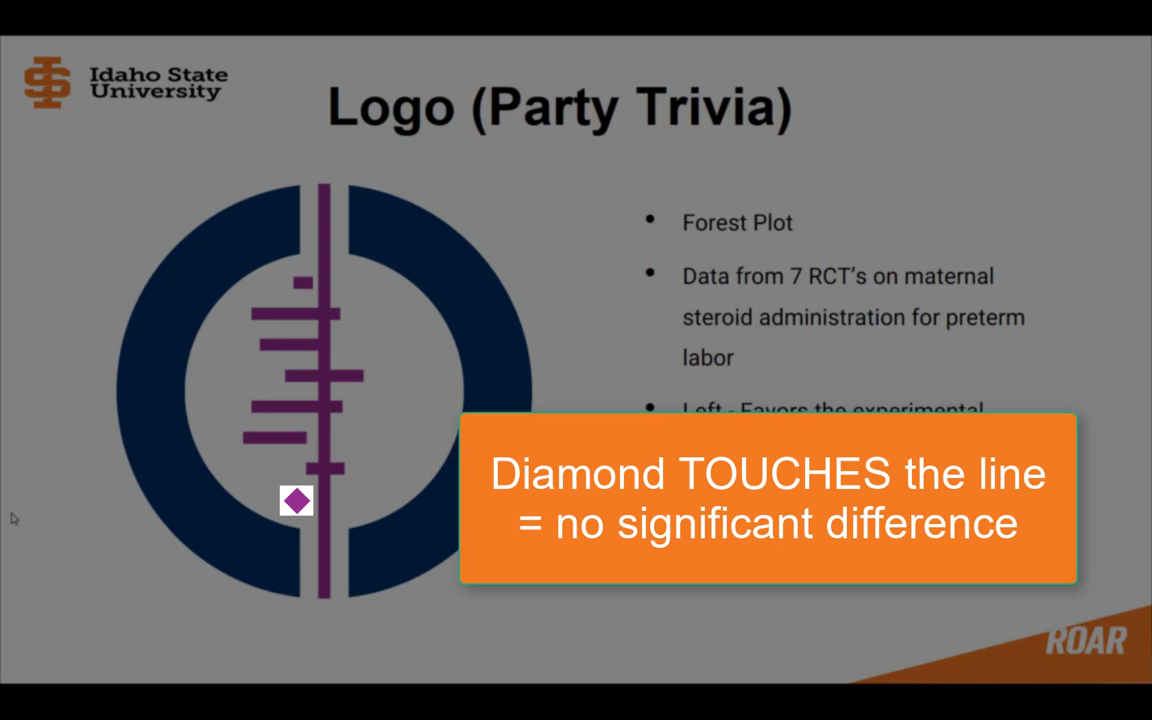 Idaho State
University
Logo (Party Trivia)
• Forest Plot
• Data from 7 RCT's on maternal
steroid administration for preterm
labor
• Left - Favors the experimental
Diamond TOUCHES the line
= no significant difference
ROAR